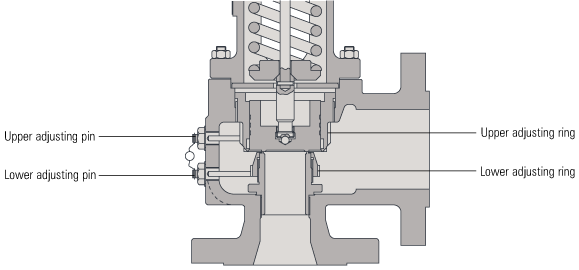 Upper adjusting pin
Upper adjusting ring
Lower adjusting pin
Lower adjusting ring